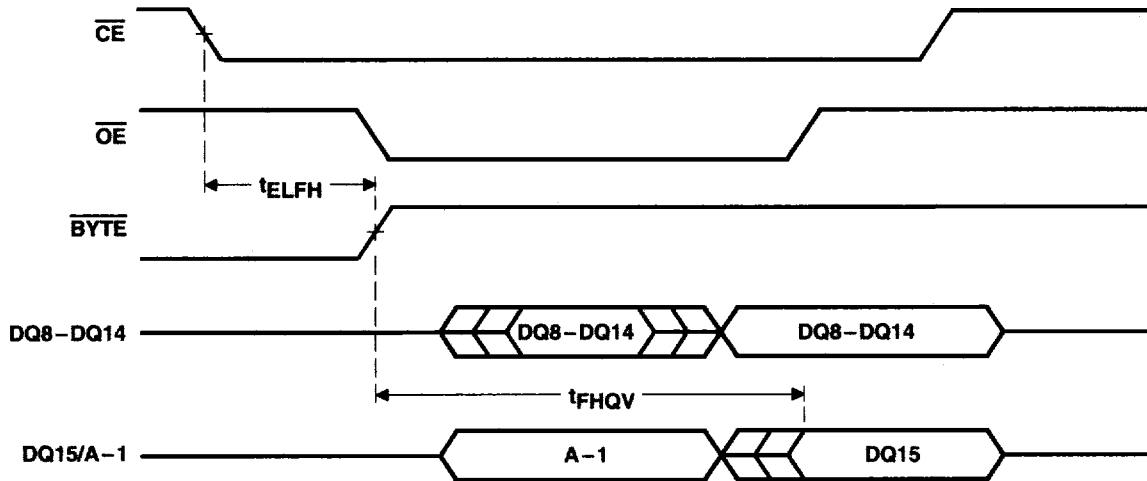 CE
OE
tELFH
BYTE
DQ8–DQ14 DQ8–DQ14 DQ8–DQ14
tFHQV
DQ15/A–1 A–1 DQ15